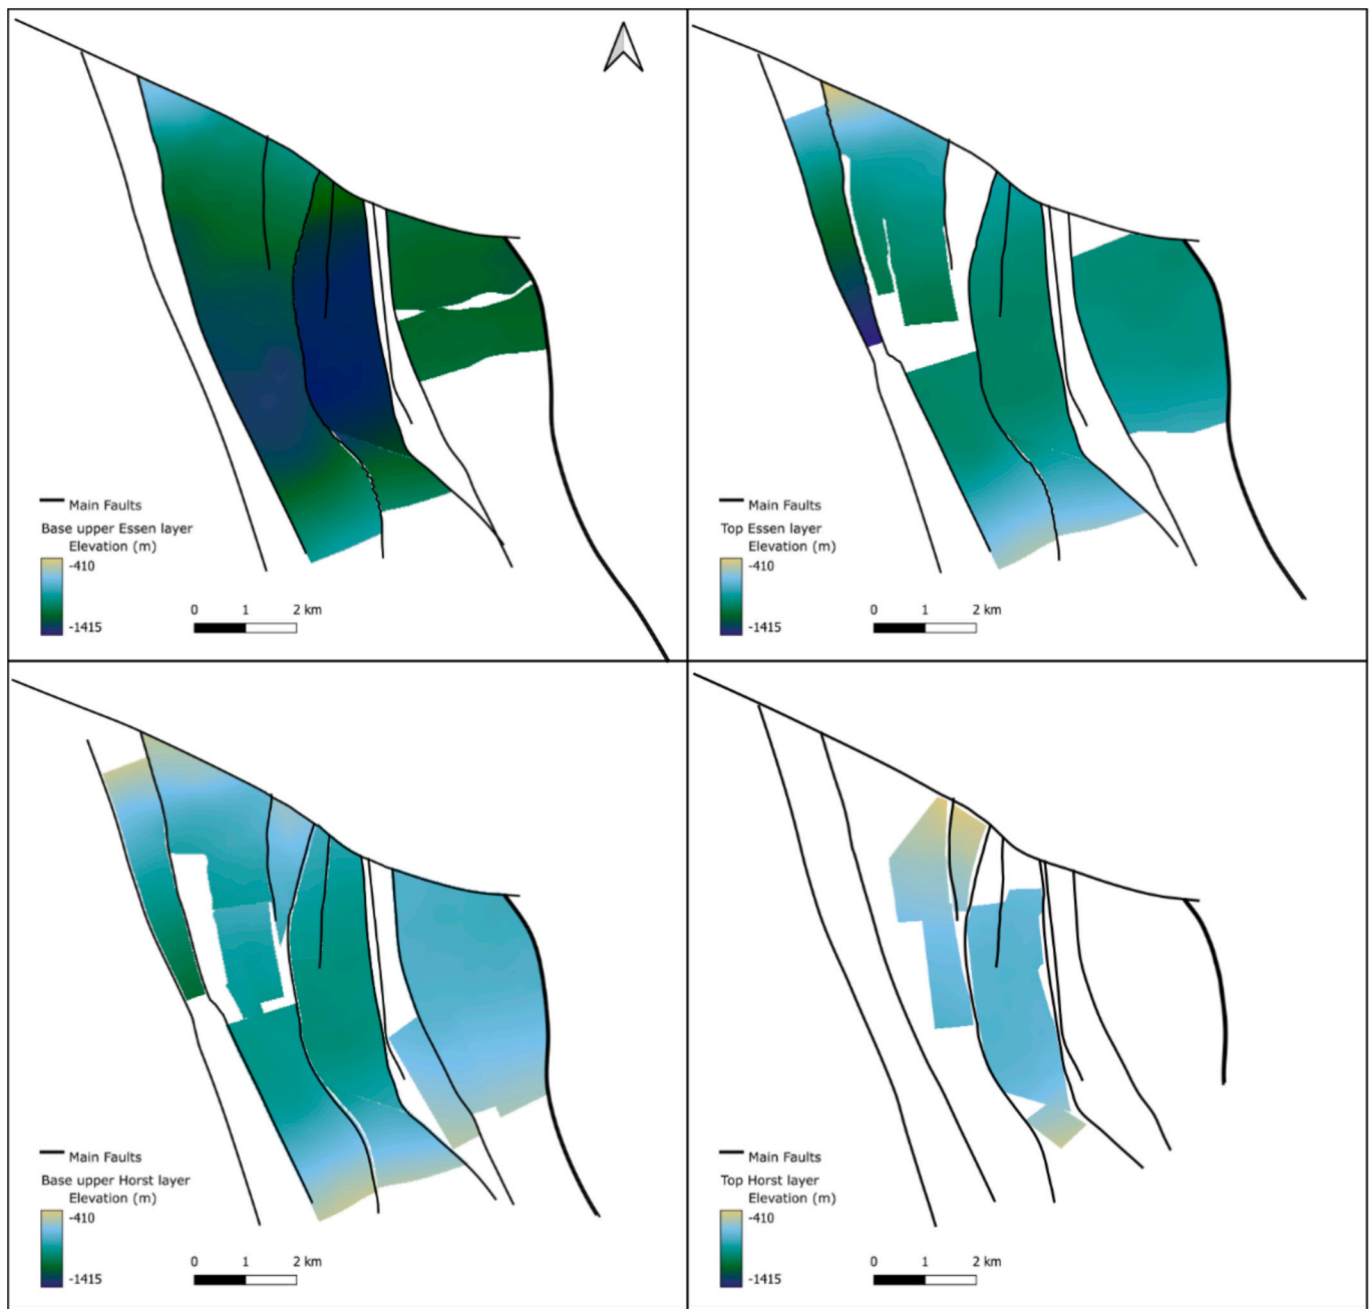 Main Faults
Base upper Essen layer
Elevation (m)
-410
-1415
0 1 2 km
Main Faults
Top Essen layer
Elevation (m)
-410
-1415
0 1 2 km
Main Faults
Base upper Horst layer
Elevation (m)
-410
-1415
0 1 2 km
Main Faults
Top Horst layer
Elevation (m)
-410
-1415
0 1 2 km